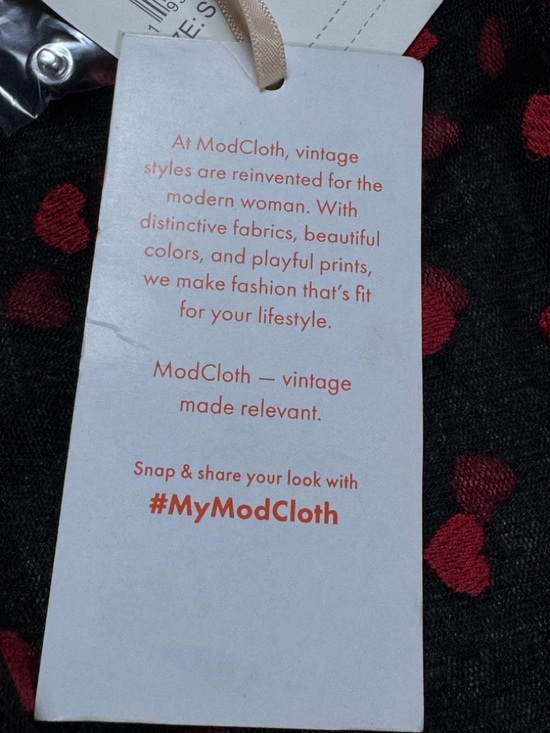 SIZE: S
At ModCloth, vintage
styles are reinvented for the
modern woman. With
distinctive fabrics, beautiful
colors, and playful prints,
we make fashion that's fit
for your lifestyle.
ModCloth — vintage
made relevant.
Snap & share your look with
#MyModCloth